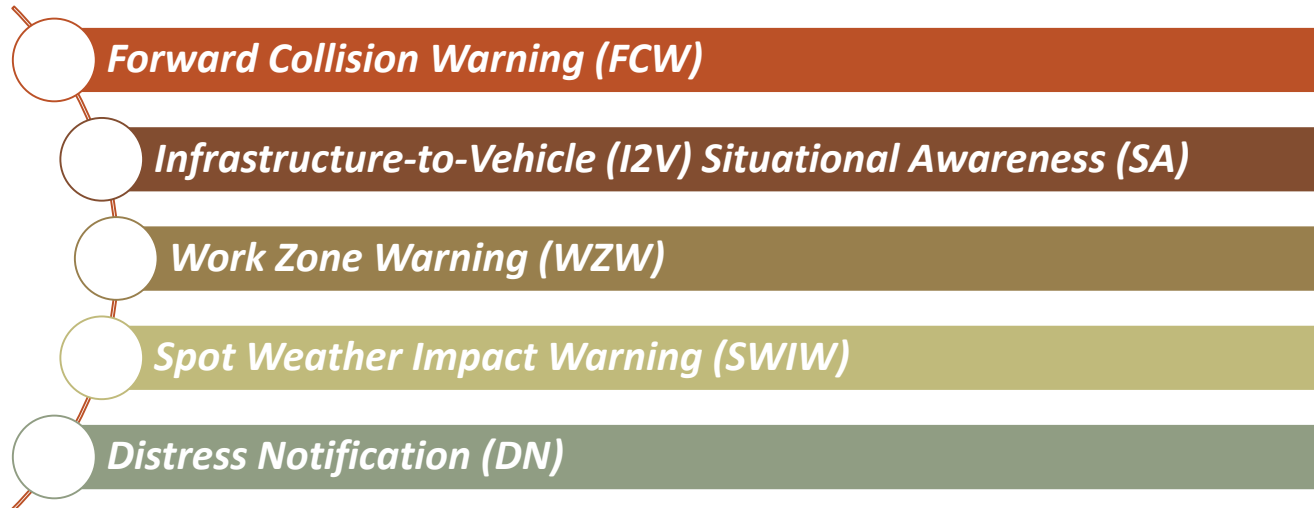 Forward Collision Warning (FCW)
Infrastructure-to-Vehicle (I2V) Situational Awareness (SA)
Work Zone Warning (WZW)
Spot Weather Impact Warning (SWIW)
Distress Notification (DN)